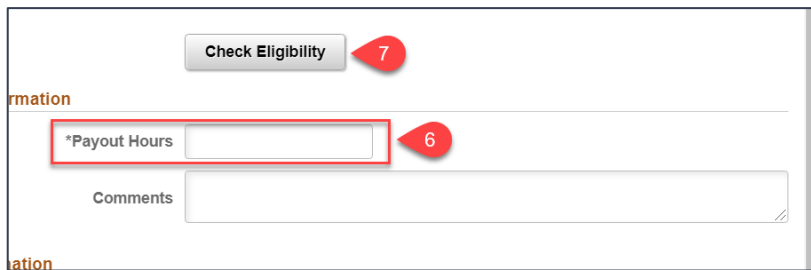 Check Eligibility 7
rmation
*Payout Hours 6
Comments
nation